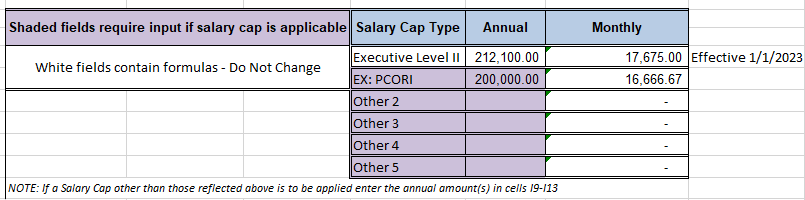 Shaded fields require input if salary cap is applicable Salary Cap Type Annual Monthly
White fields contain formulas - Do Not Change
Executive Level II 212,100.00 17,675.00 Effective 1/1/2023
EX: PCORI 200,000.00 16,666.67
Other 2 -
Other 3 -
Other 4 -
Other 5 -
NOTE: If a Salary Cap other than those reflected above is to be applied enter the annual amount(s) in cells I9-I13